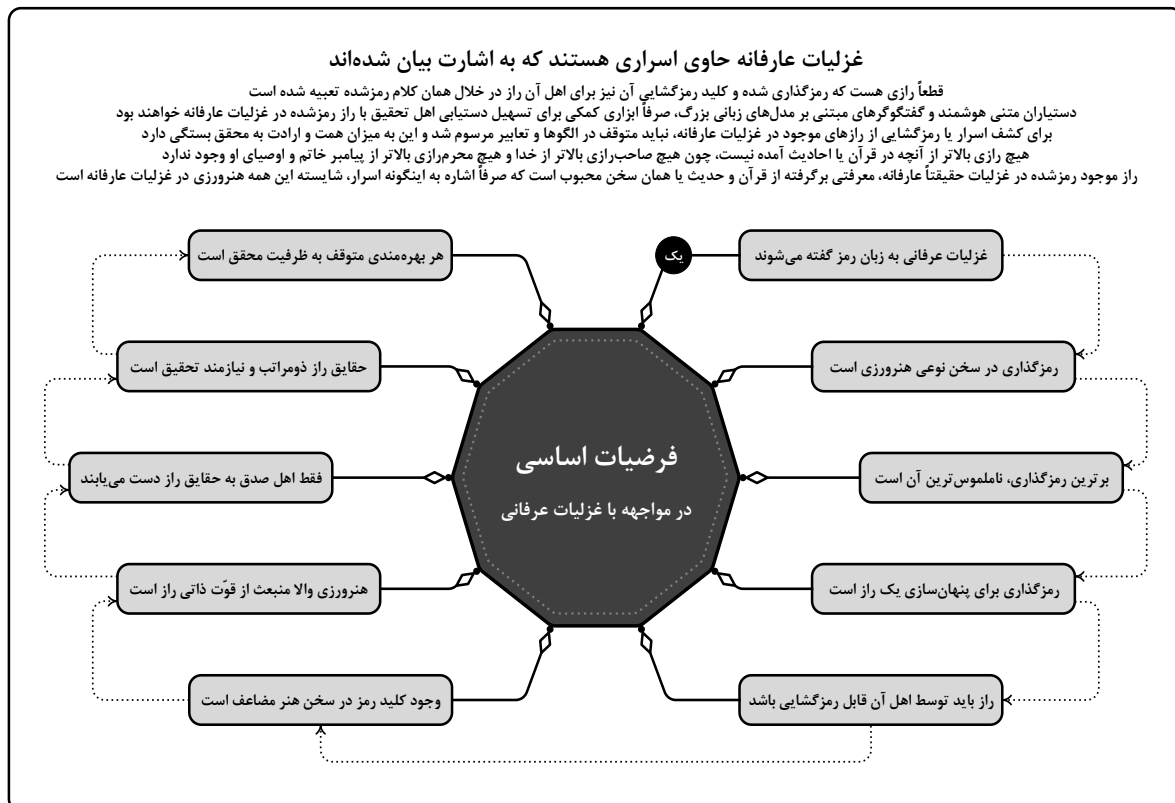 غزلیات عارفانه حاوی اسراری هستند که به اشارت بیان شده‌اند
قطعاً رازی هست که رمزگذاری شده و کلید رمزگشایی آن نیز برای اهل آن راز در خلال همان کلام رمزشده تعبیه شده است
دستیاران متنی هوشمند و گفتگوگرهای مبتنی بر مدل‌های زبانی بزرگ، صرفاً ابزاری کمکی برای تسهیل دستیابی اهل تحقیق با راز رمزشده در غزلیات عارفانه خواهند بود
برای کشف اسرار یا رمزگشایی از رازهای موجود در غزلیات عارفانه، نباید متوقف در الگوها و تعابیر مرسوم شد و این به میزان همت و ارادت به محقق بستگی دارد
هیچ رازی بالاتر از آنچه در قرآن یا احادیث آمده نیست، چون هیچ صاحب‌رازی بالاتر از خدا و هیچ محرم‌رازی بالاتر از پیامبر خاتم و اوصیای او وجود ندارد
راز موجود رمزشده در غزلیات حقیقتاً عارفانه، معرفتی برگرفته از قرآن و حدیث یا همان سخن محبوب است که صرفاً اشاره به اینگونه اسرار، شایسته این همه هنرورزی در غزلیات عارفانه است
یک
غزلیات عرفانی به زبان رمز گفته می‌شوند
رمزگذاری در سخن نوعی هنرورزی است
برترین رمزگذاری، ناملموس‌ترین آن است
رمزگذاری برای پنهان‌سازی یک راز است
راز باید توسط اهل آن قابل رمزگشایی باشد
وجود کلید رمز در سخن هنر مضاعف است
هنرورزی والا منبعث از قوّت ذاتی راز است
فقط اهل صدق به حقایق راز دست می‌یابند
حقایق راز ذومراتب و نیازمند تحقیق است
هر بهره‌مندی متوقف به ظرفیت محقق است
فرضیات اساسی
در مواجهه با غزلیات عرفانی